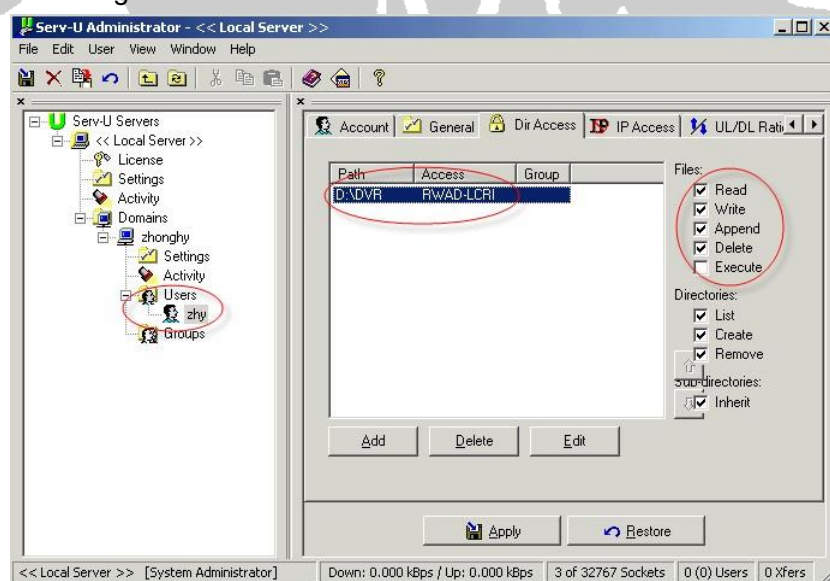 Serv-U Administrator - << Local Server >>
File Edit User View Window Help
Serv-U Servers
<< Local Server >>
License
Settings
Activity
Domains
zhonghy
Settings
Activity
Users
zhy
Groups
Account General Dir Access IP Access UL/DL Rati
Path Access Group
D:\DVR RWAD-LCRI
Files:
Read
Write
Append
Delete
Execute
Directories:
List
Create
Remove
Sub-directories:
Inherit
Add Delete Edit
Apply Restore
<< Local Server >> [System Administrator] Down: 0.000 kBps / Up: 0.000 kBps 3 of 32767 Sockets 0 (0) Users 0 Xfers